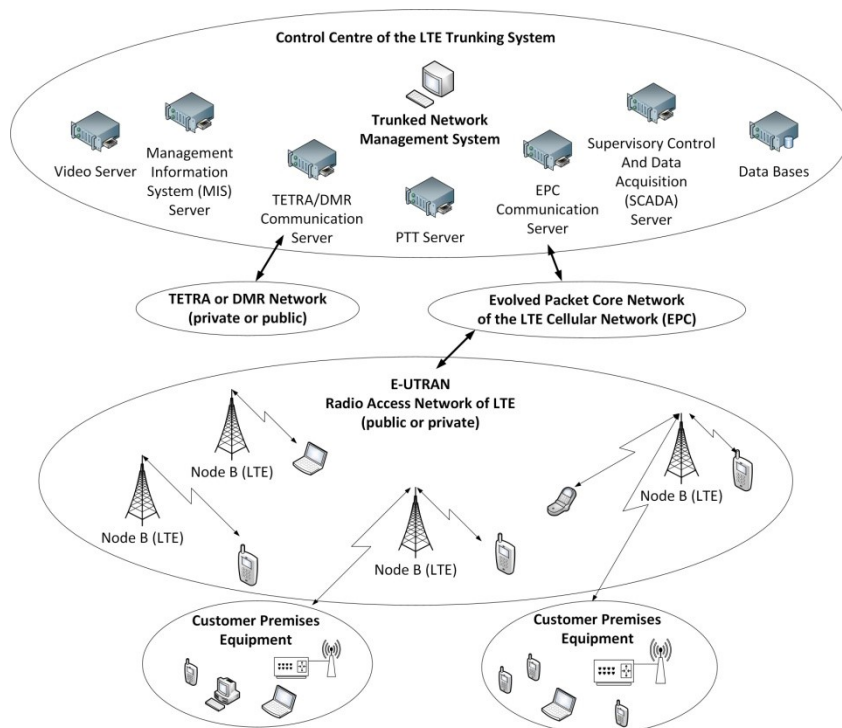 Control Centre of the LTE Trunking System
Trunked Network
Management System
Video Server
Management
Information
System (MIS)
Server
TETRA/DMR
Communication
Server
PTT Server
EPC
Communication
Server
Supervisory Control
And Data
Acquisition
(SCADA)
Server
Data Bases
TETRA or DMR Network
(private or public)
Evolved Packet Core Network
of the LTE Cellular Network (EPC)
E-UTRAN
Radio Access Network of LTE
(public or private)
Node B (LTE)
Node B (LTE)
Node B (LTE)
Node B (LTE)
Customer Premises
Equipment
Customer Premises
Equipment